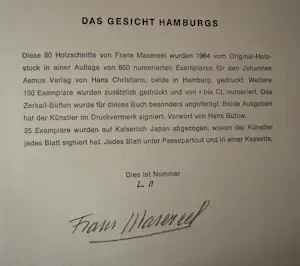 DAS GESICHT HAMBURGS
Diese 80 Holzschnitte von Frans Masereel wurden 1964 vom Original-Holz-
stock in einer Auflage von 850 numerierten Exemplaren für den Johannes
Asmus Verlag von Hans Christians, beide in Hamburg, gedruckt. Weitere
150 Exemplare wurden zusätzlich gedruckt und von I bis CL numeriert. Das
Zerkall-Bütten wurde für dieses Buch besonders angefertigt. Beide Ausgaben
hat der Künstler im Druckvermerk signiert. Vorwort von Hans Bütow.
25 Exemplare wurden auf Kaiserlich Japan abgezogen, wovon der Künstler
jedes Blatt signiert hat. Jedes Blatt unter Passepartout und in einer Kassette.
Dies ist Nummer
Frans Masereel